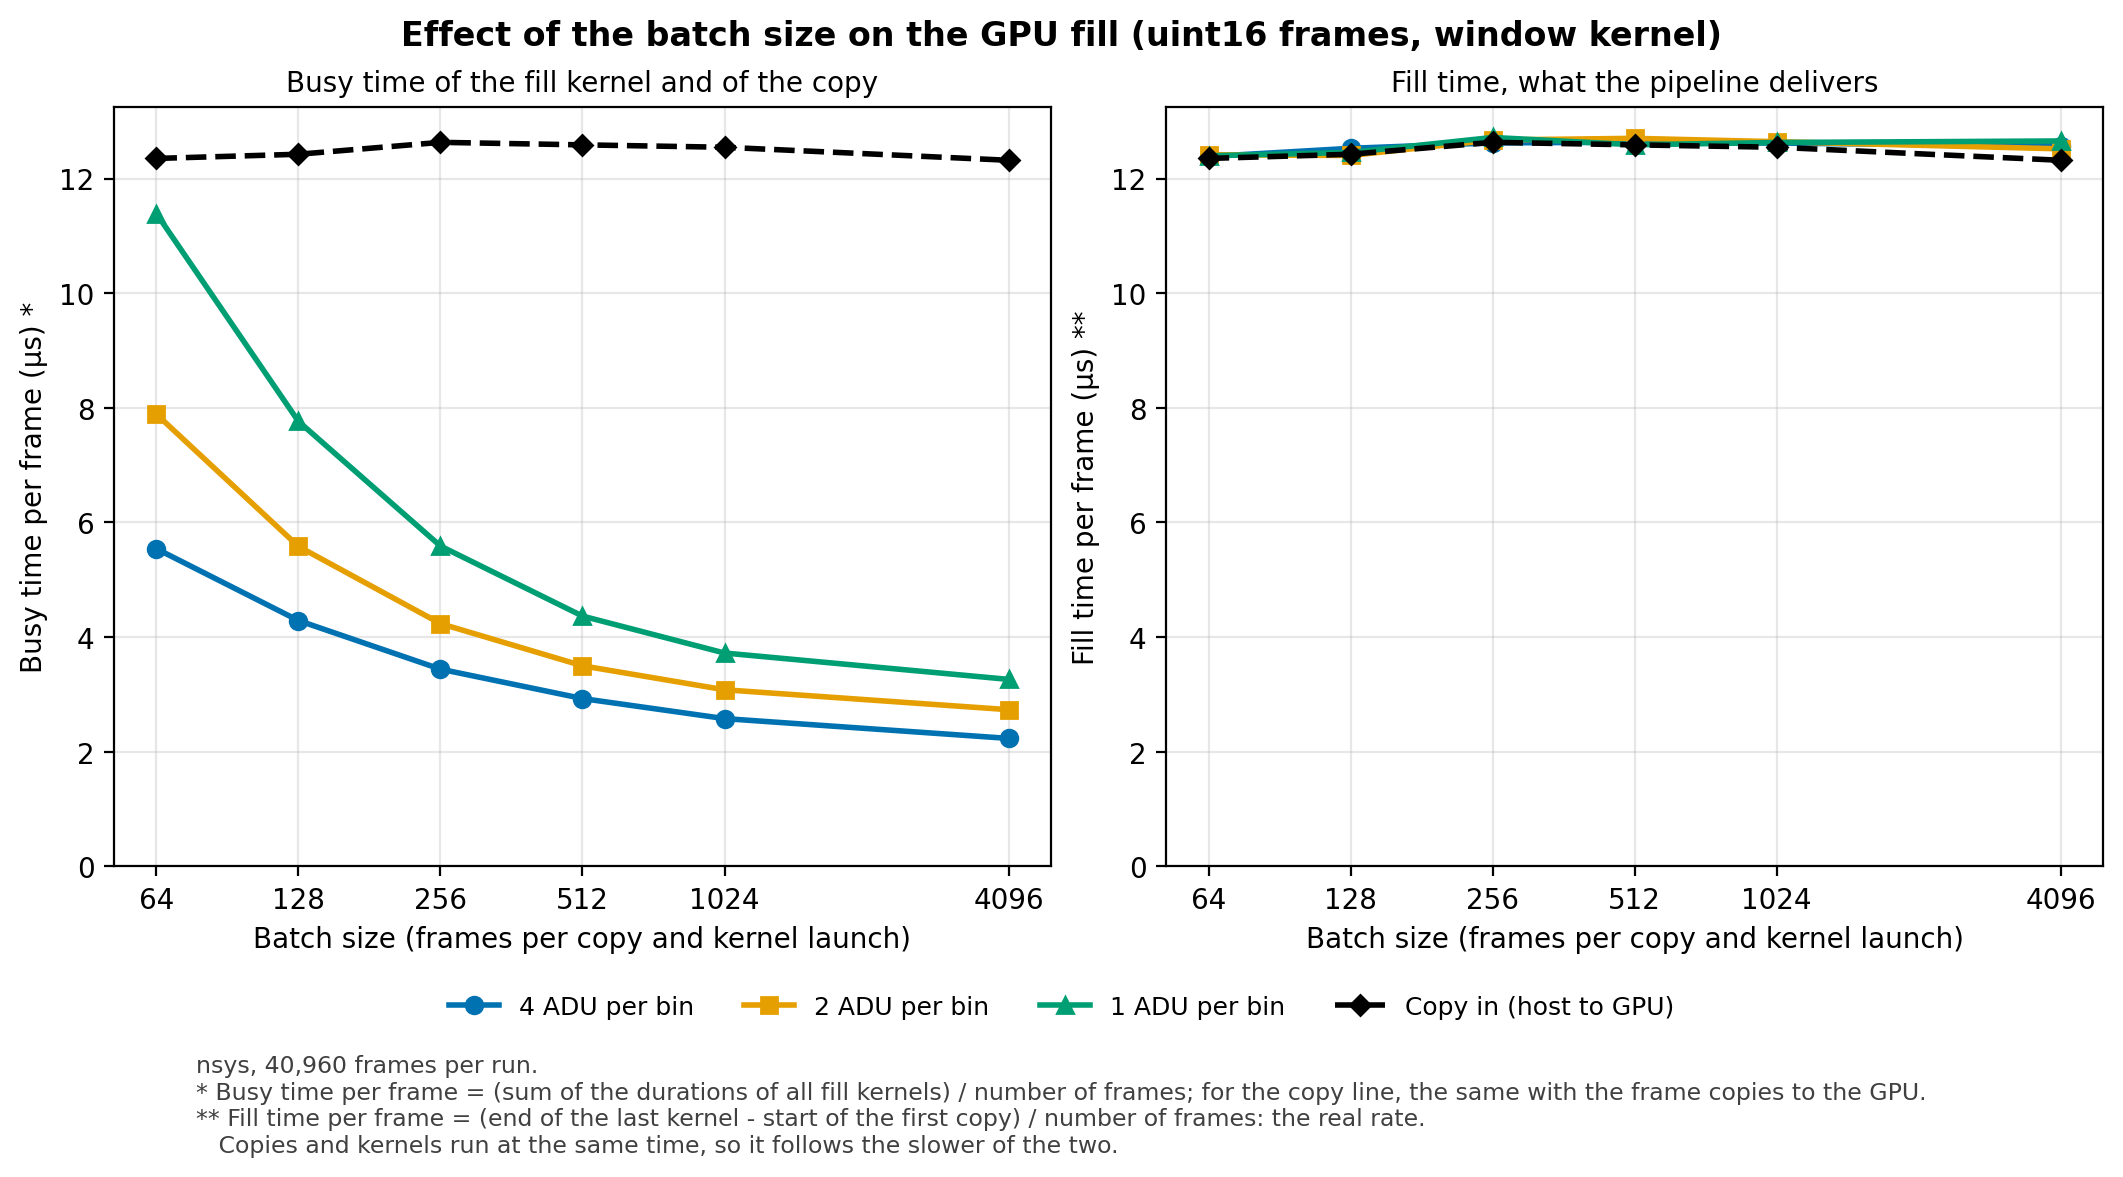 Effect of the batch size on the GPU fill (uint16 frames, window kernel)
Busy time of the fill kernel and of the copy
Busy time per frame (µs) *
12
10
8
6
4
2
0
64 128 256 512 1024 4096
Batch size (frames per copy and kernel launch)
Fill time, what the pipeline delivers
Fill time per frame (µs) **
12
10
8
6
4
2
0
64 128 256 512 1024 4096
Batch size (frames per copy and kernel launch)
4 ADU per bin 2 ADU per bin 1 ADU per bin Copy in (host to GPU)
nsys, 40,960 frames per run.
* Busy time per frame = (sum of the durations of all fill kernels) / number of frames; for the copy line, the same with the frame copies to the GPU.
** Fill time per frame = (end of the last kernel - start of the first copy) / number of frames: the real rate.
Copies and kernels run at the same time, so it follows the slower of the two.